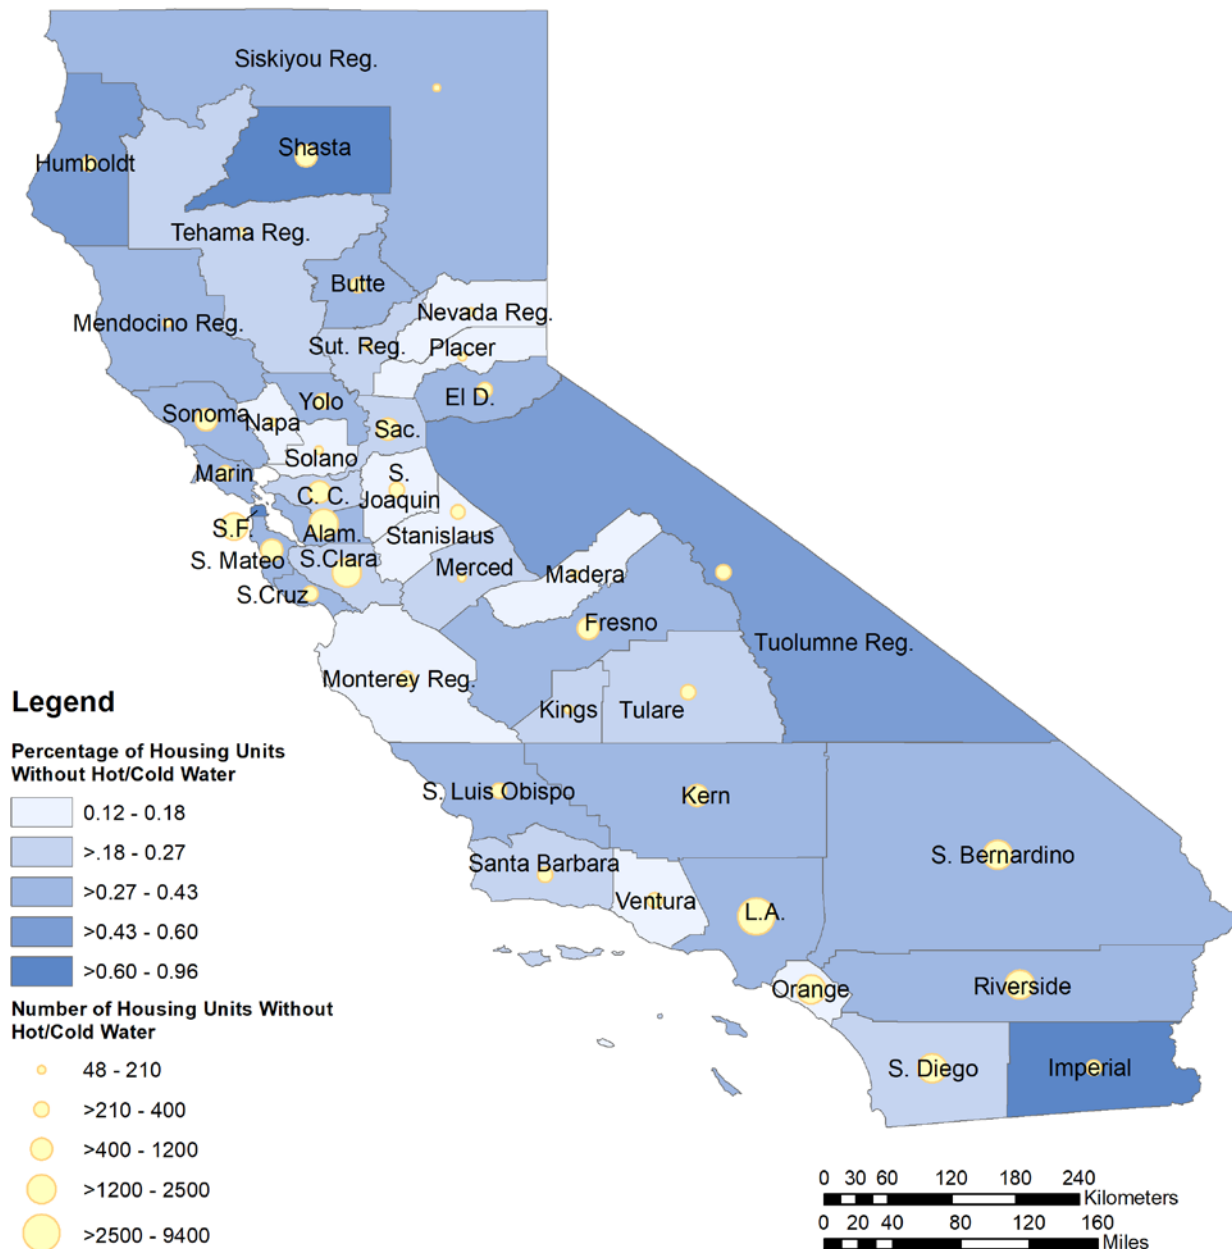 Siskiyou Reg.
Humboldt
Shasta
Tehama Reg.
Butte
Mendocino Reg.
Nevada Reg.
Sut. Reg.
Placer
El D.
Sonoma
Napa
Yolo
Sac.
Solano
Marin
C. C.
S.
Joaquin
S.F.
Alam.
Stanislaus
S. Mateo
S.Clara
Merced
Madera
S.Cruz
Fresno
Tuolumne Reg.
Monterey Reg.
Kings
Tulare
S. Luis Obispo
Kern
S. Bernardino
Santa Barbara
Ventura
L.A.
Orange
Riverside
S. Diego
Imperial
Legend
Percentage of Housing Units
Without Hot/Cold Water
0.12 - 0.18
>.18 - 0.27
>0.27 - 0.43
>0.43 - 0.60
>0.60 - 0.96
Number of Housing Units Without
Hot/Cold Water
48 - 210
>210 - 400
>400 - 1200
>1200 - 2500
>2500 - 9400
0 30 60 120 180 240
Kilometers
0 20 40 80 120 160
Miles